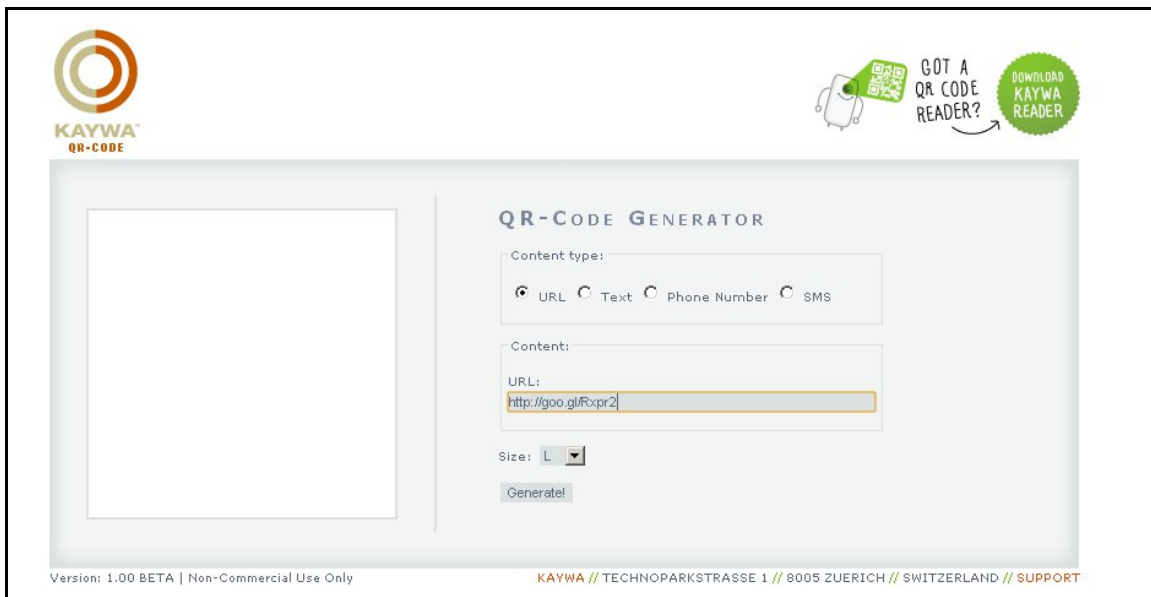 KAYWA™
QR-CODE
GOT A
QR CODE
READER?
DOWNLOAD
KAYWA
READER
QR-CODE GENERATOR
Content type:
URL Text Phone Number SMS
Content:
URL:
http://goo.gl/Rxpr2
Size: L
Generate!
Version: 1.00 BETA | Non-Commercial Use Only
KAYWA // TECHNOPARKSTRASSE 1 // 8005 ZUERICH // SWITZERLAND // SUPPORT